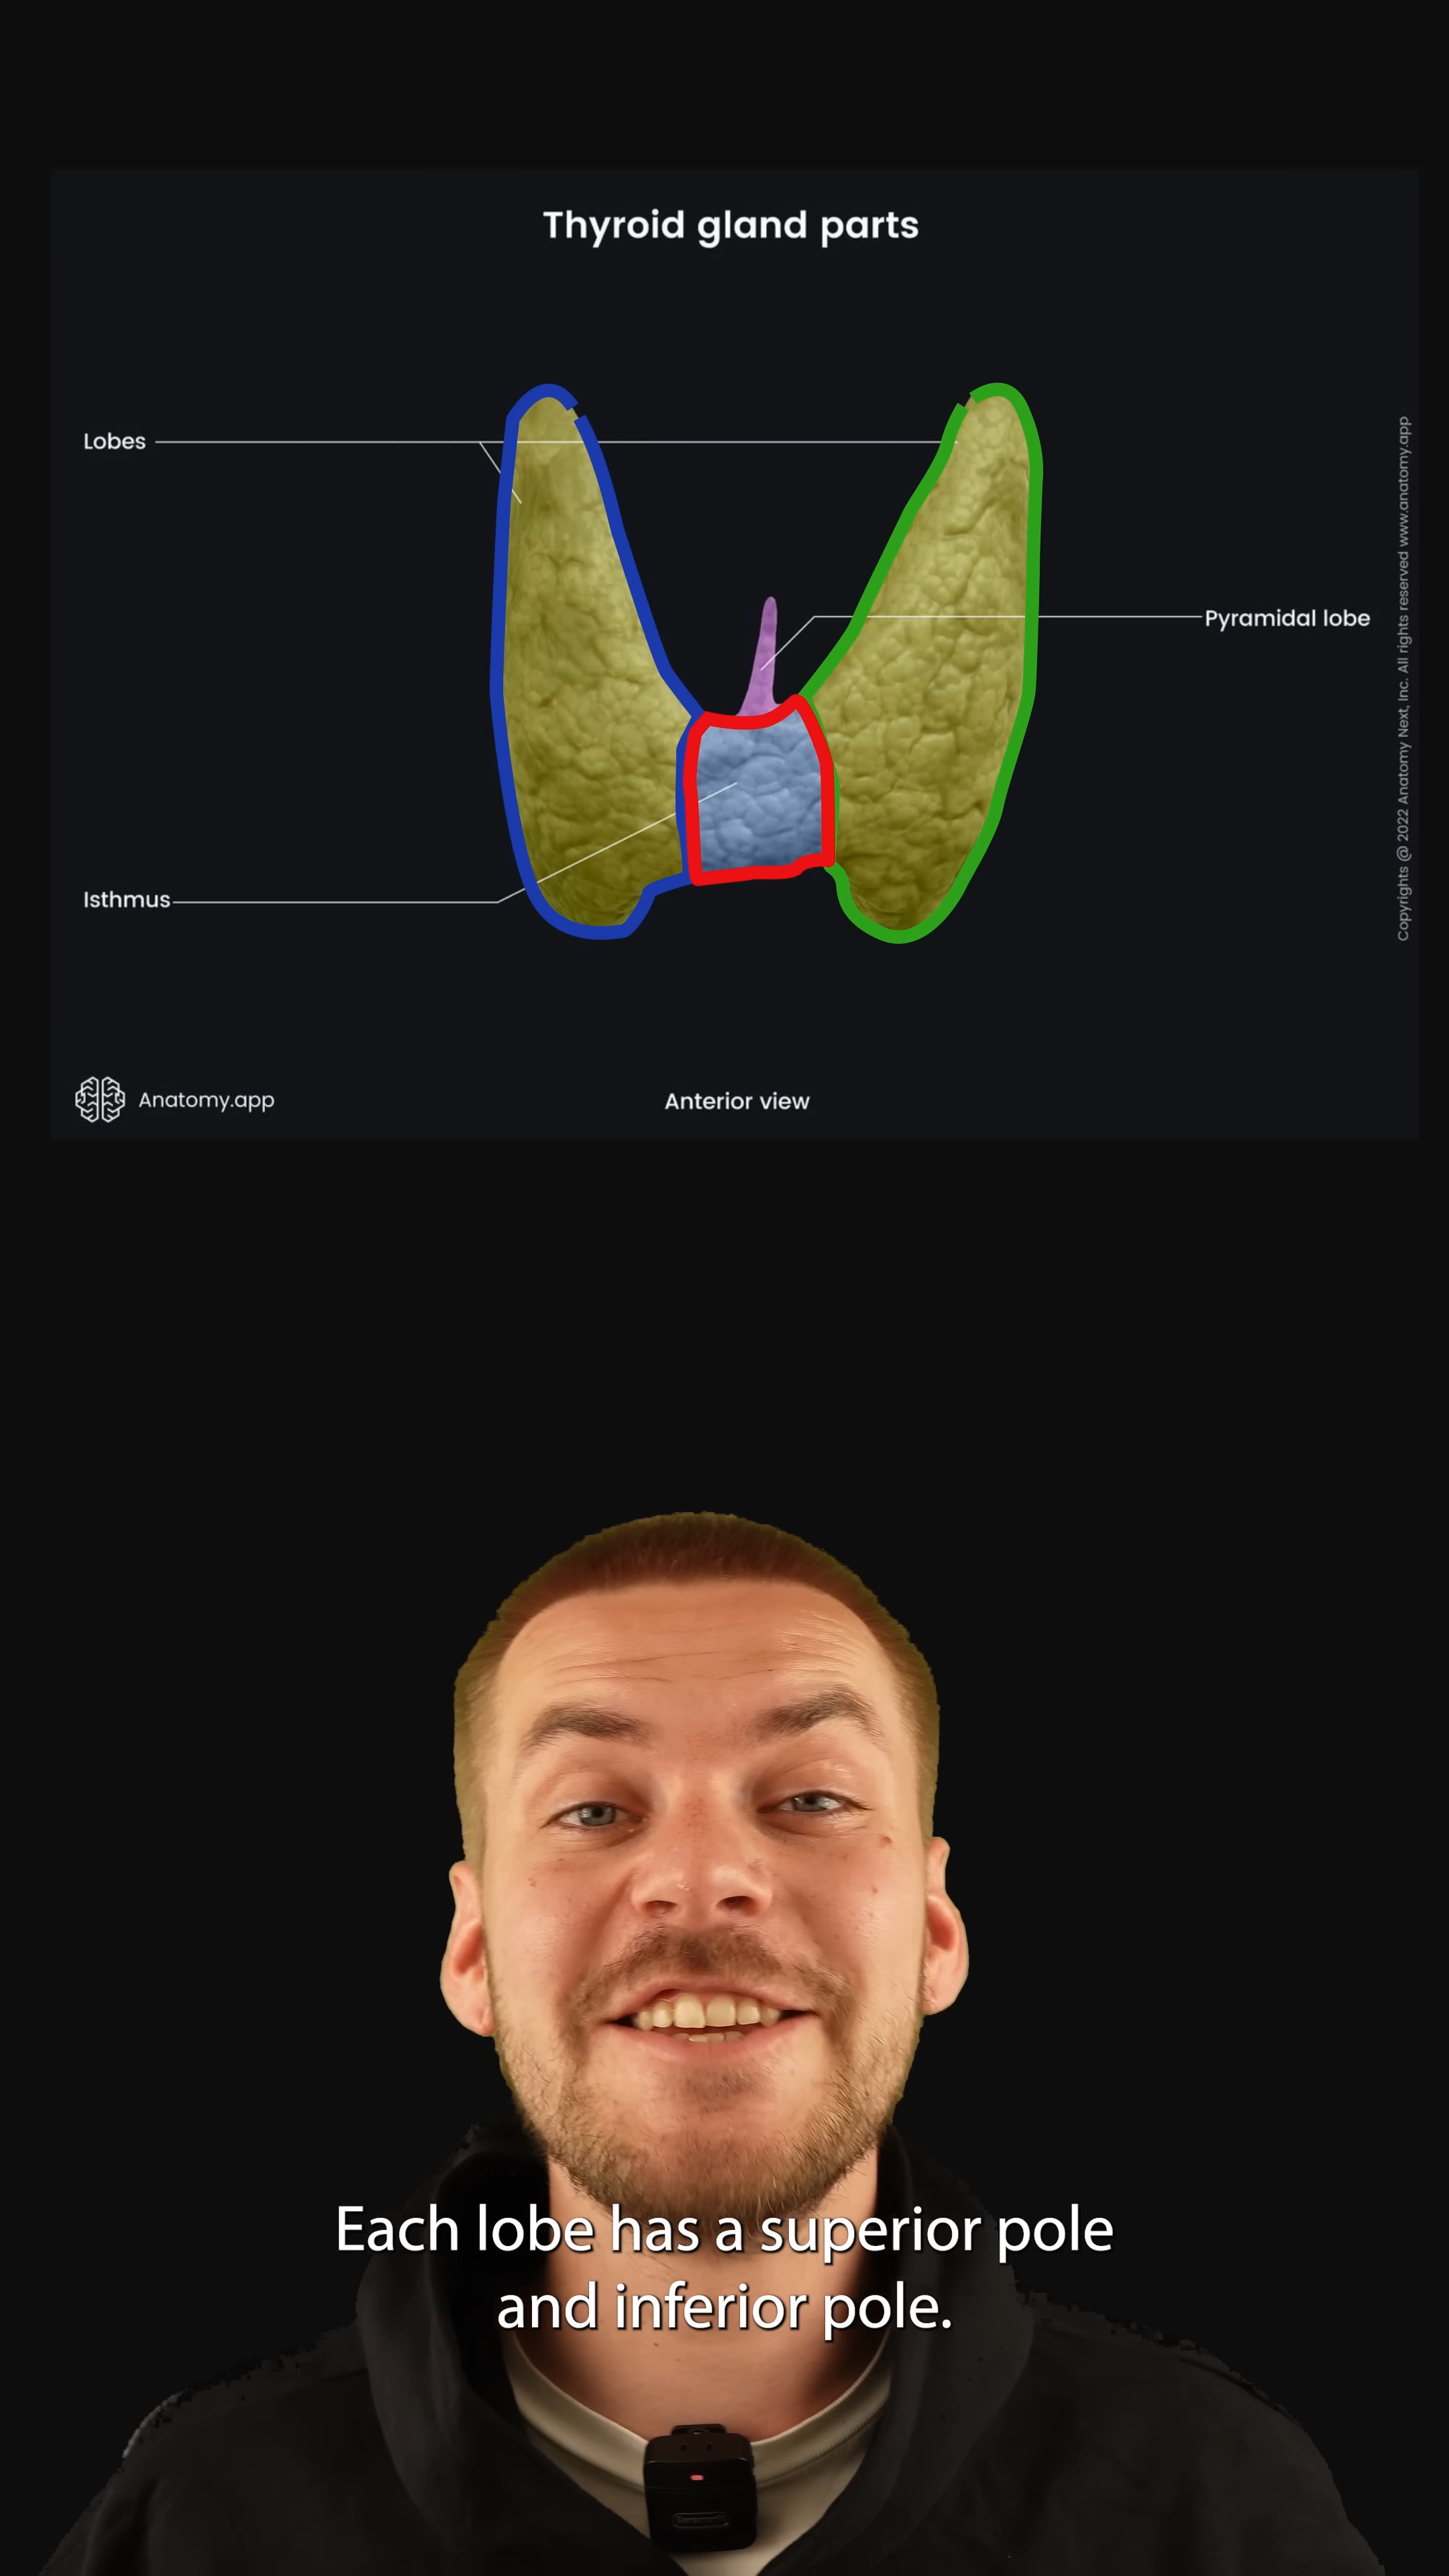 Thyroid gland parts
Lobes
Pyramidal lobe
Isthmus
Copyrights @ 2022 Anatomy Next, Inc. All rights reserved www.anatomy.app
Anatomy.app
Anterior view
Each lobe has a superior pole
and inferior pole.